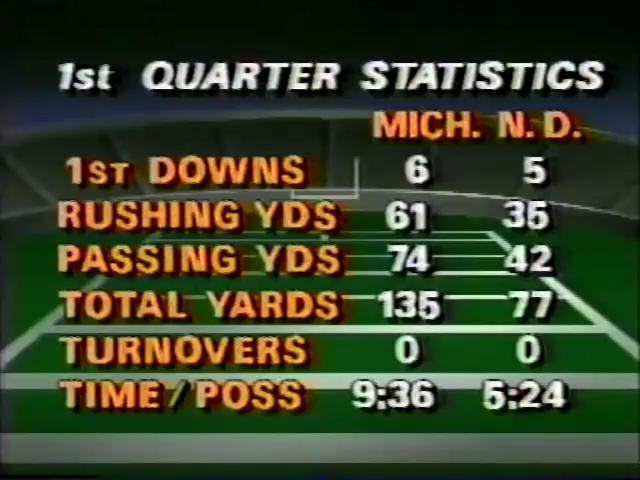 1st QUARTER STATISTICS
MICH. N.D.
1ST DOWNS 6 5
RUSHING YDS 61 35
PASSING YDS 74 42
TOTAL YARDS 135 77
TURNOVERS 0 0
TIME/POSS 9:36 5:24